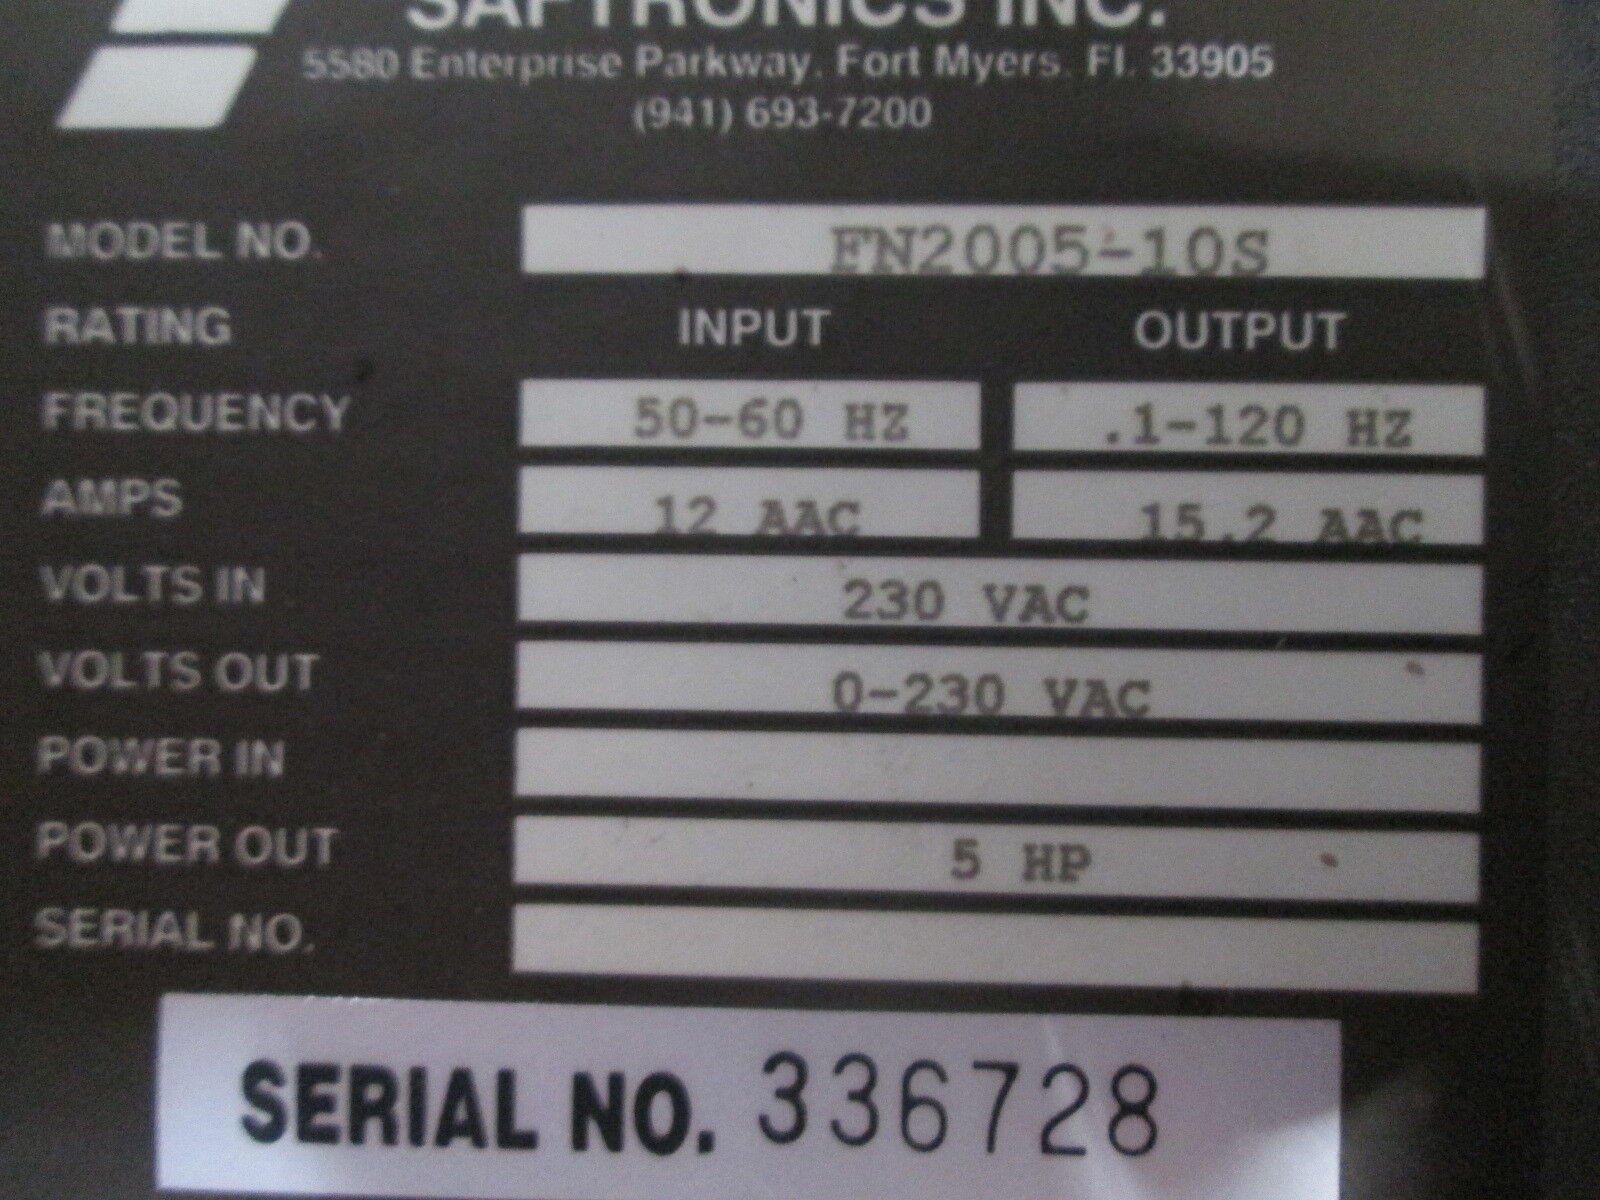 SAFTRONICS INC.
5580 Enterprise Parkway, Fort Myers, Fl. 33905
(941) 693-7200
MODEL NO. FN2005-10S
RATING INPUT OUTPUT
FREQUENCY 50-60 HZ .1-120 HZ
AMPS 12 AAC 15.2 AAC
VOLTS IN 230 VAC
VOLTS OUT 0-230 VAC
POWER IN
POWER OUT 5 HP
SERIAL NO.
SERIAL NO. 336728